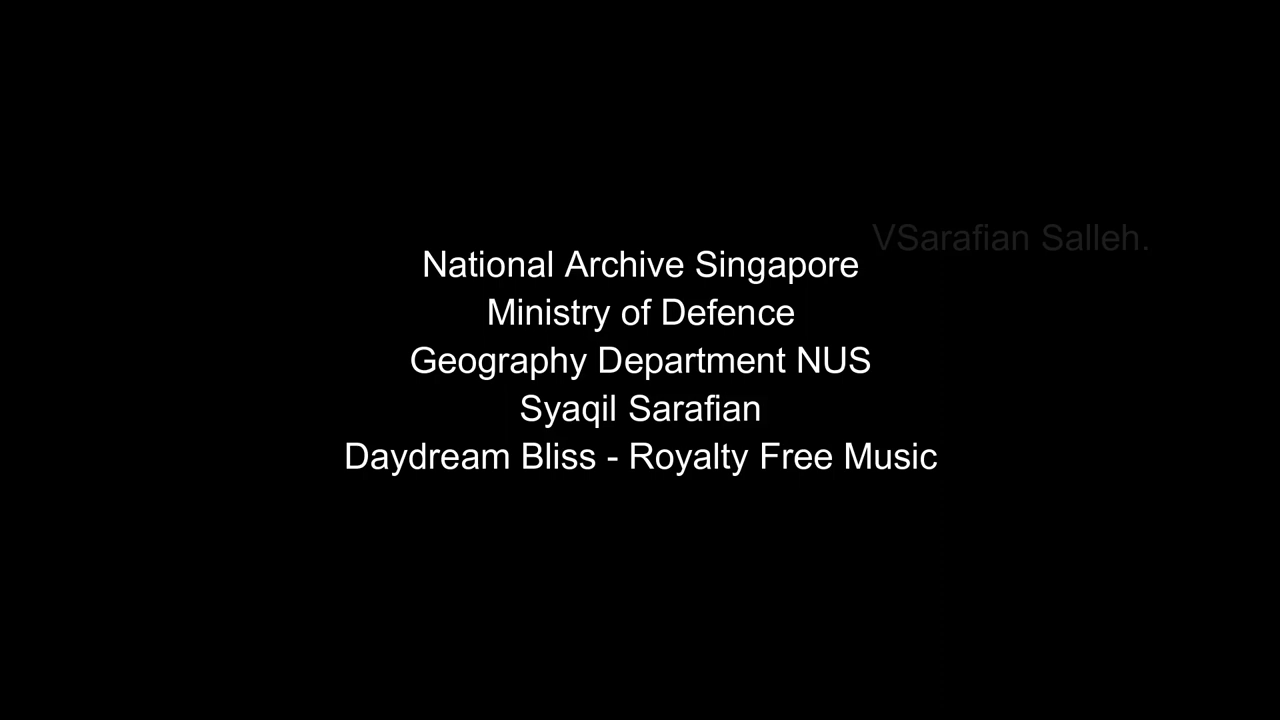 VSarafian Salleh.
National Archive Singapore
Ministry of Defence
Geography Department NUS
Syaqil Sarafian
Daydream Bliss - Royalty Free Music